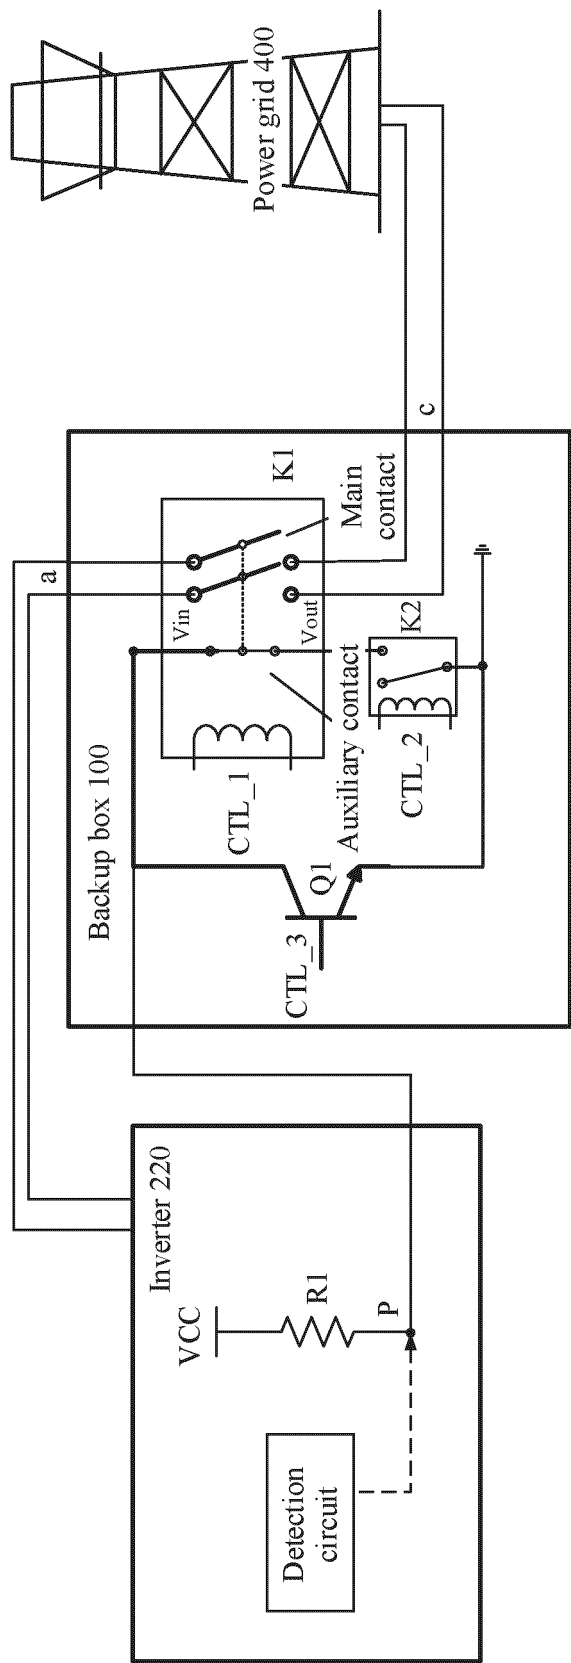 Inverter 220
VCC
R1
P
Detection
circuit
Backup box 100
CTL_3
Q1
CTL_1
Auxiliary contact
CTL_2
K2
Vin
Vout
K1
Main
contact
a
c
Power grid 400